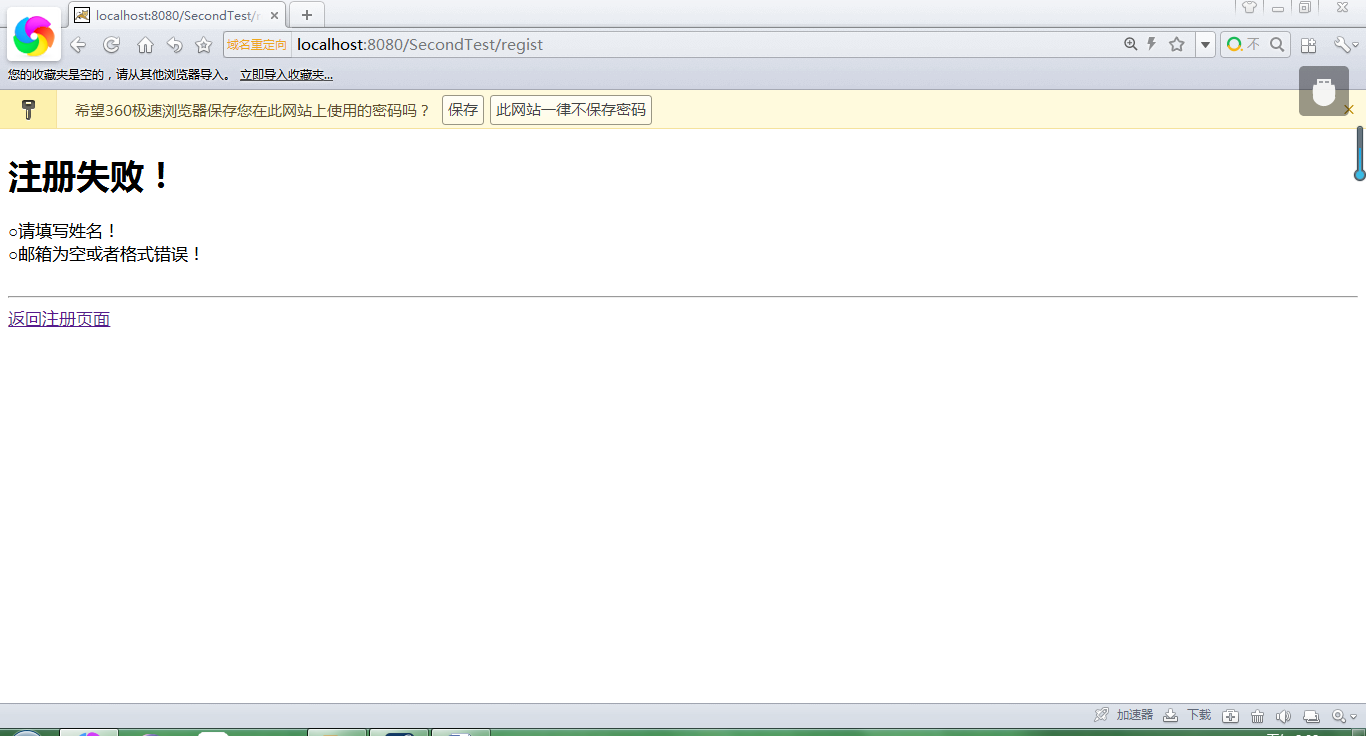 localhost:8080/SecondTest/r
域名重定向 localhost:8080/SecondTest/regist 不
您的收藏夹是空的，请从其他浏览器导入。 立即导入收藏夹...
希望360极速浏览器保存您在此网站上使用的密码吗？ 保存 此网站一律不保存密码
注册失败！
○请填写姓名！
○邮箱为空或者格式错误！
返回注册页面
加速器 下载